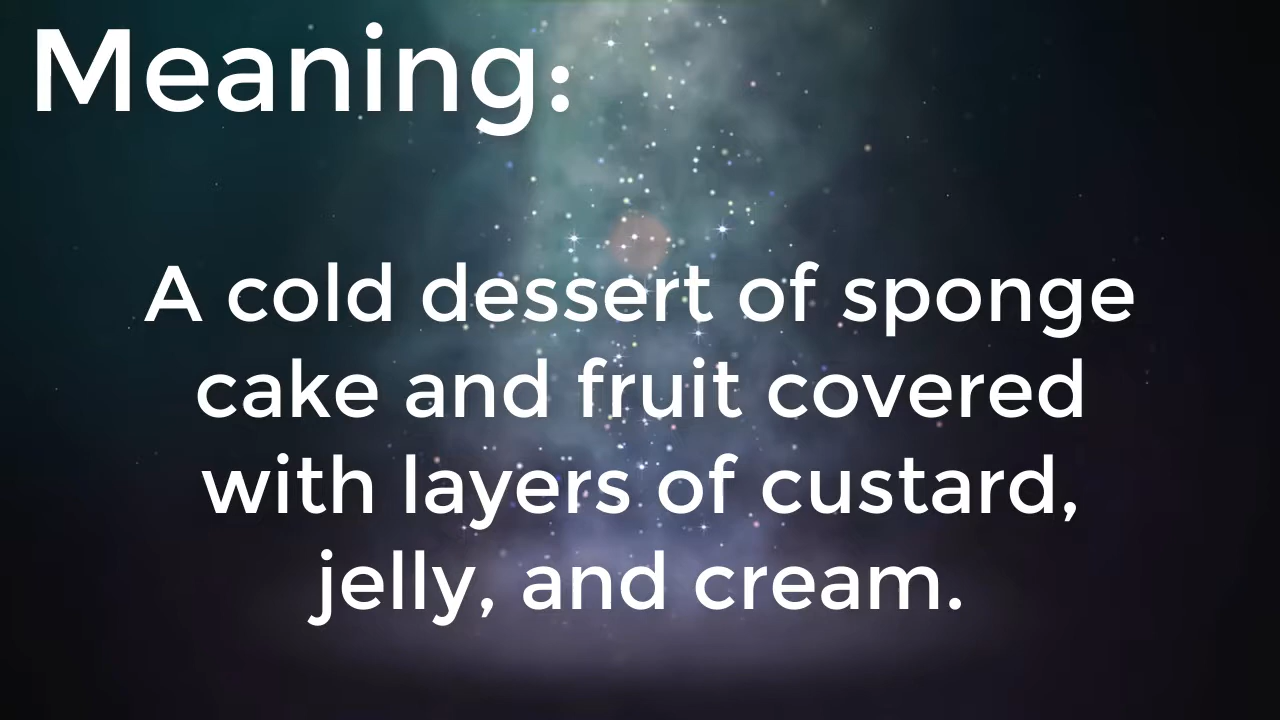 Meaning:
A cold dessert of sponge
cake and fruit covered
with layers of custard,
jelly, and cream.